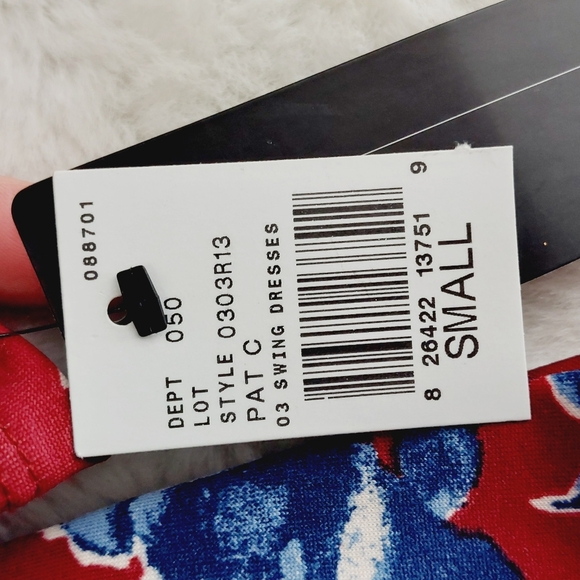 088701
DEPT 050
LOT
STYLE 0303R13
PAT C
03 SWING DRESSES
8 26422 13751 9
SMALL